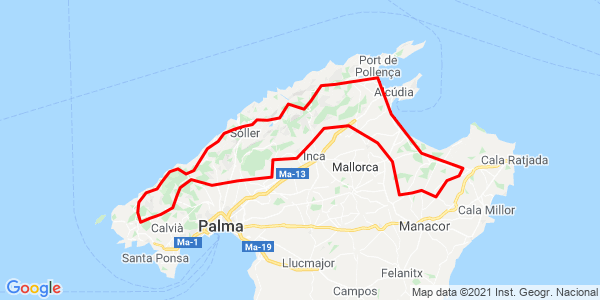 Port de
Pollença
Alcúdia
Sóller
Inca
Mallorca
Cala Ratjada
Ma-13
Cala Millor
Calvià
Palma
Manacor
Ma-1
Ma-19
Santa Ponsa
Llucmajor
Felanitx
Campos
Google
Map data ©2021 Inst. Geogr. Nacional